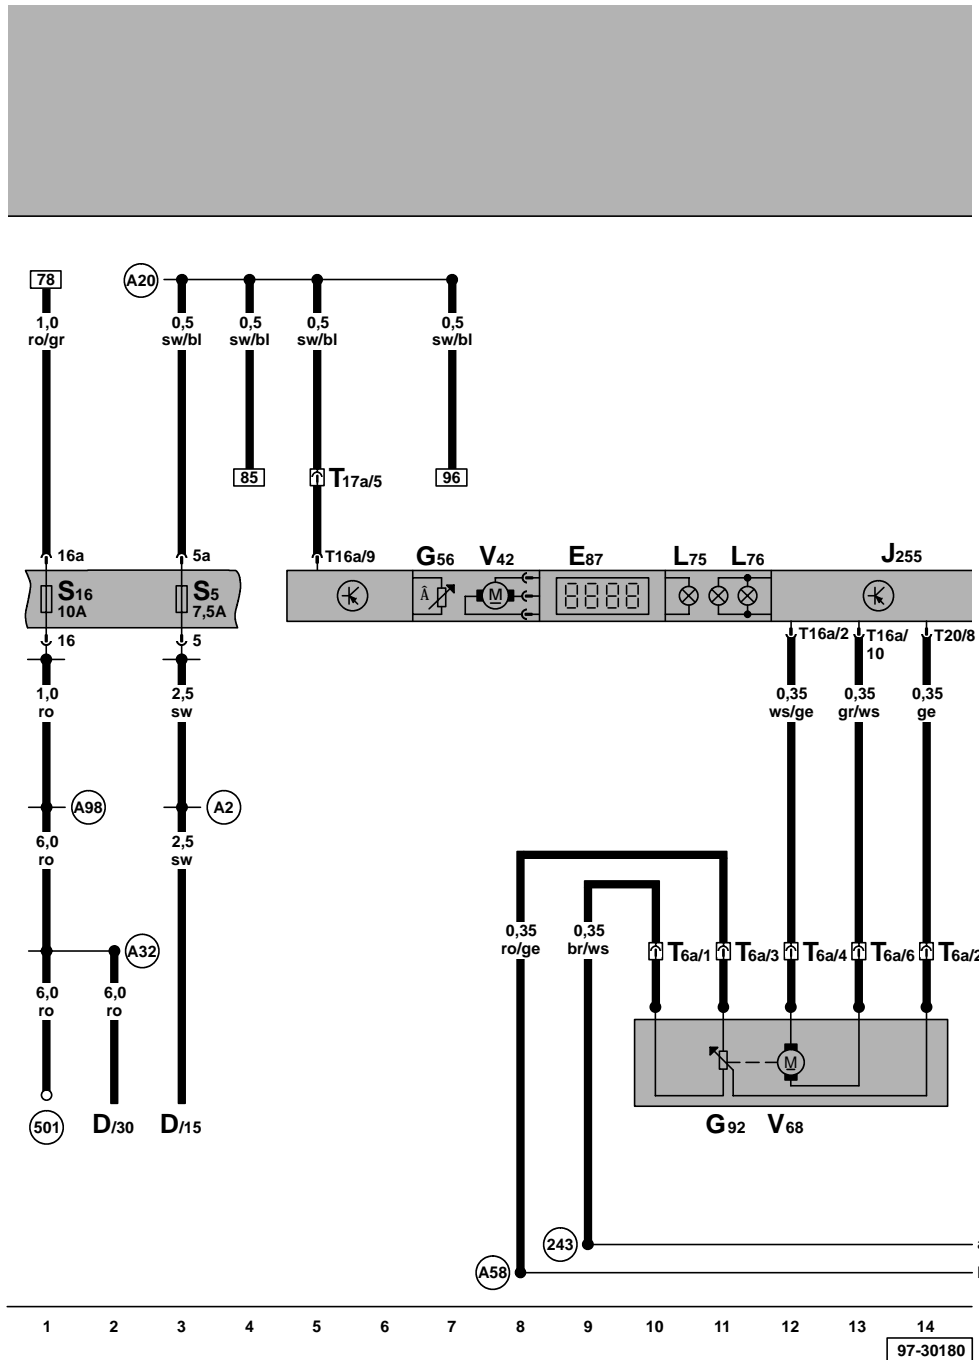 78
A20
1,0 0,5 0,5 0,5 0,5
ro/gr sw/bl sw/bl sw/bl sw/bl
85 T17a/5 96
16a 5a T16a/9 G56 V42 E87 L75 L76 J255
S16 S5
10A 7,5A
Â M
16 5 T16a/2 T16a/ T20/8
10
1,0 2,5 0,35 0,35 0,35
ro sw ws/ge gr/ws ge
A98 A2
6,0 2,5
ro sw
0,35 0,35
ro/ge br/ws
A32 T6a/1 T6a/3 T6a/4 T6a/6 T6a/2
6,0 6,0
ro ro
M
501 D/30 D/15 G92 V68
243
A58
1 2 3 4 5 6 7 8 9 10 11 12 13 14
97-30180